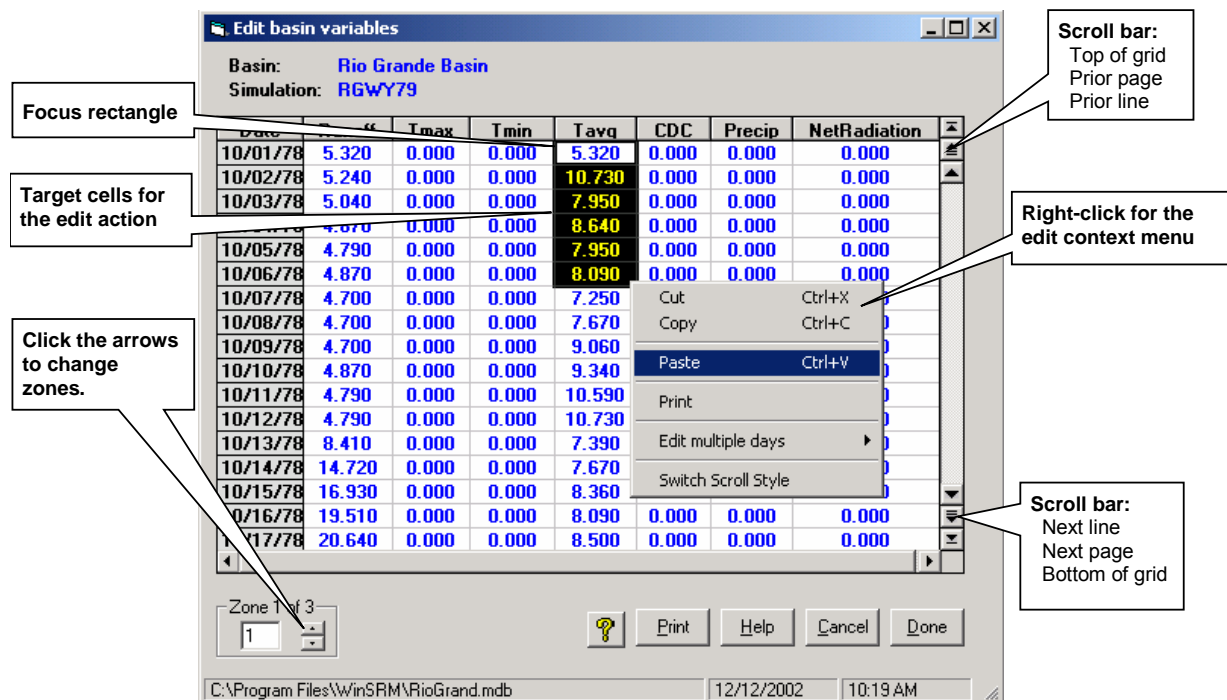 Edit basin variables
Basin: Rio Grande Basin
Simulation: RGWY79
Scroll bar:
Top of grid
Prior page
Prior line
Focus rectangle
Target cells for
the edit action
Right-click for the
edit context menu
Click the arrows
to change
zones.
Scroll bar:
Next line
Next page
Bottom of grid
Tmax Tmin Tavg CDC Precip NetRadiation
10/01/78 5.320 0.000 0.000 5.320 0.000 0.000 0.000
10/02/78 5.240 0.000 0.000 10.730 0.000 0.000 0.000
10/03/78 5.040 0.000 0.000 7.950 0.000 0.000 0.000
4.870 0.000 0.000 8.640 0.000 0.000 0.000
10/05/78 4.790 0.000 0.000 7.950 0.000 0.000 0.000
10/06/78 4.870 0.000 0.000 8.090 0.000 0.000 0.000
10/07/78 4.700 0.000 0.000 7.250
10/08/78 4.700 0.000 0.000 7.670
10/09/78 4.700 0.000 0.000 9.060
10/10/78 4.870 0.000 0.000 9.340
10/11/78 4.790 0.000 0.000 10.590
10/12/78 4.790 0.000 0.000 10.730
10/13/78 8.410 0.000 0.000 7.390
10/14/78 14.720 0.000 0.000 7.670
10/15/78 16.930 0.000 0.000 8.360
0/16/78 19.510 0.000 0.000 8.090 0.000 0.000 0.000
17/78 20.640 0.000 0.000 8.500 0.000 0.000 0.000
Cut Ctrl+X
Copy Ctrl+C
Paste Ctrl+V
Print
Edit multiple days
Switch Scroll Style
Zone 1 of 3
1
? Print Help Cancel Done
C:\Program Files\WinSRM\RioGrand.mdb 12/12/2002 10:19 AM